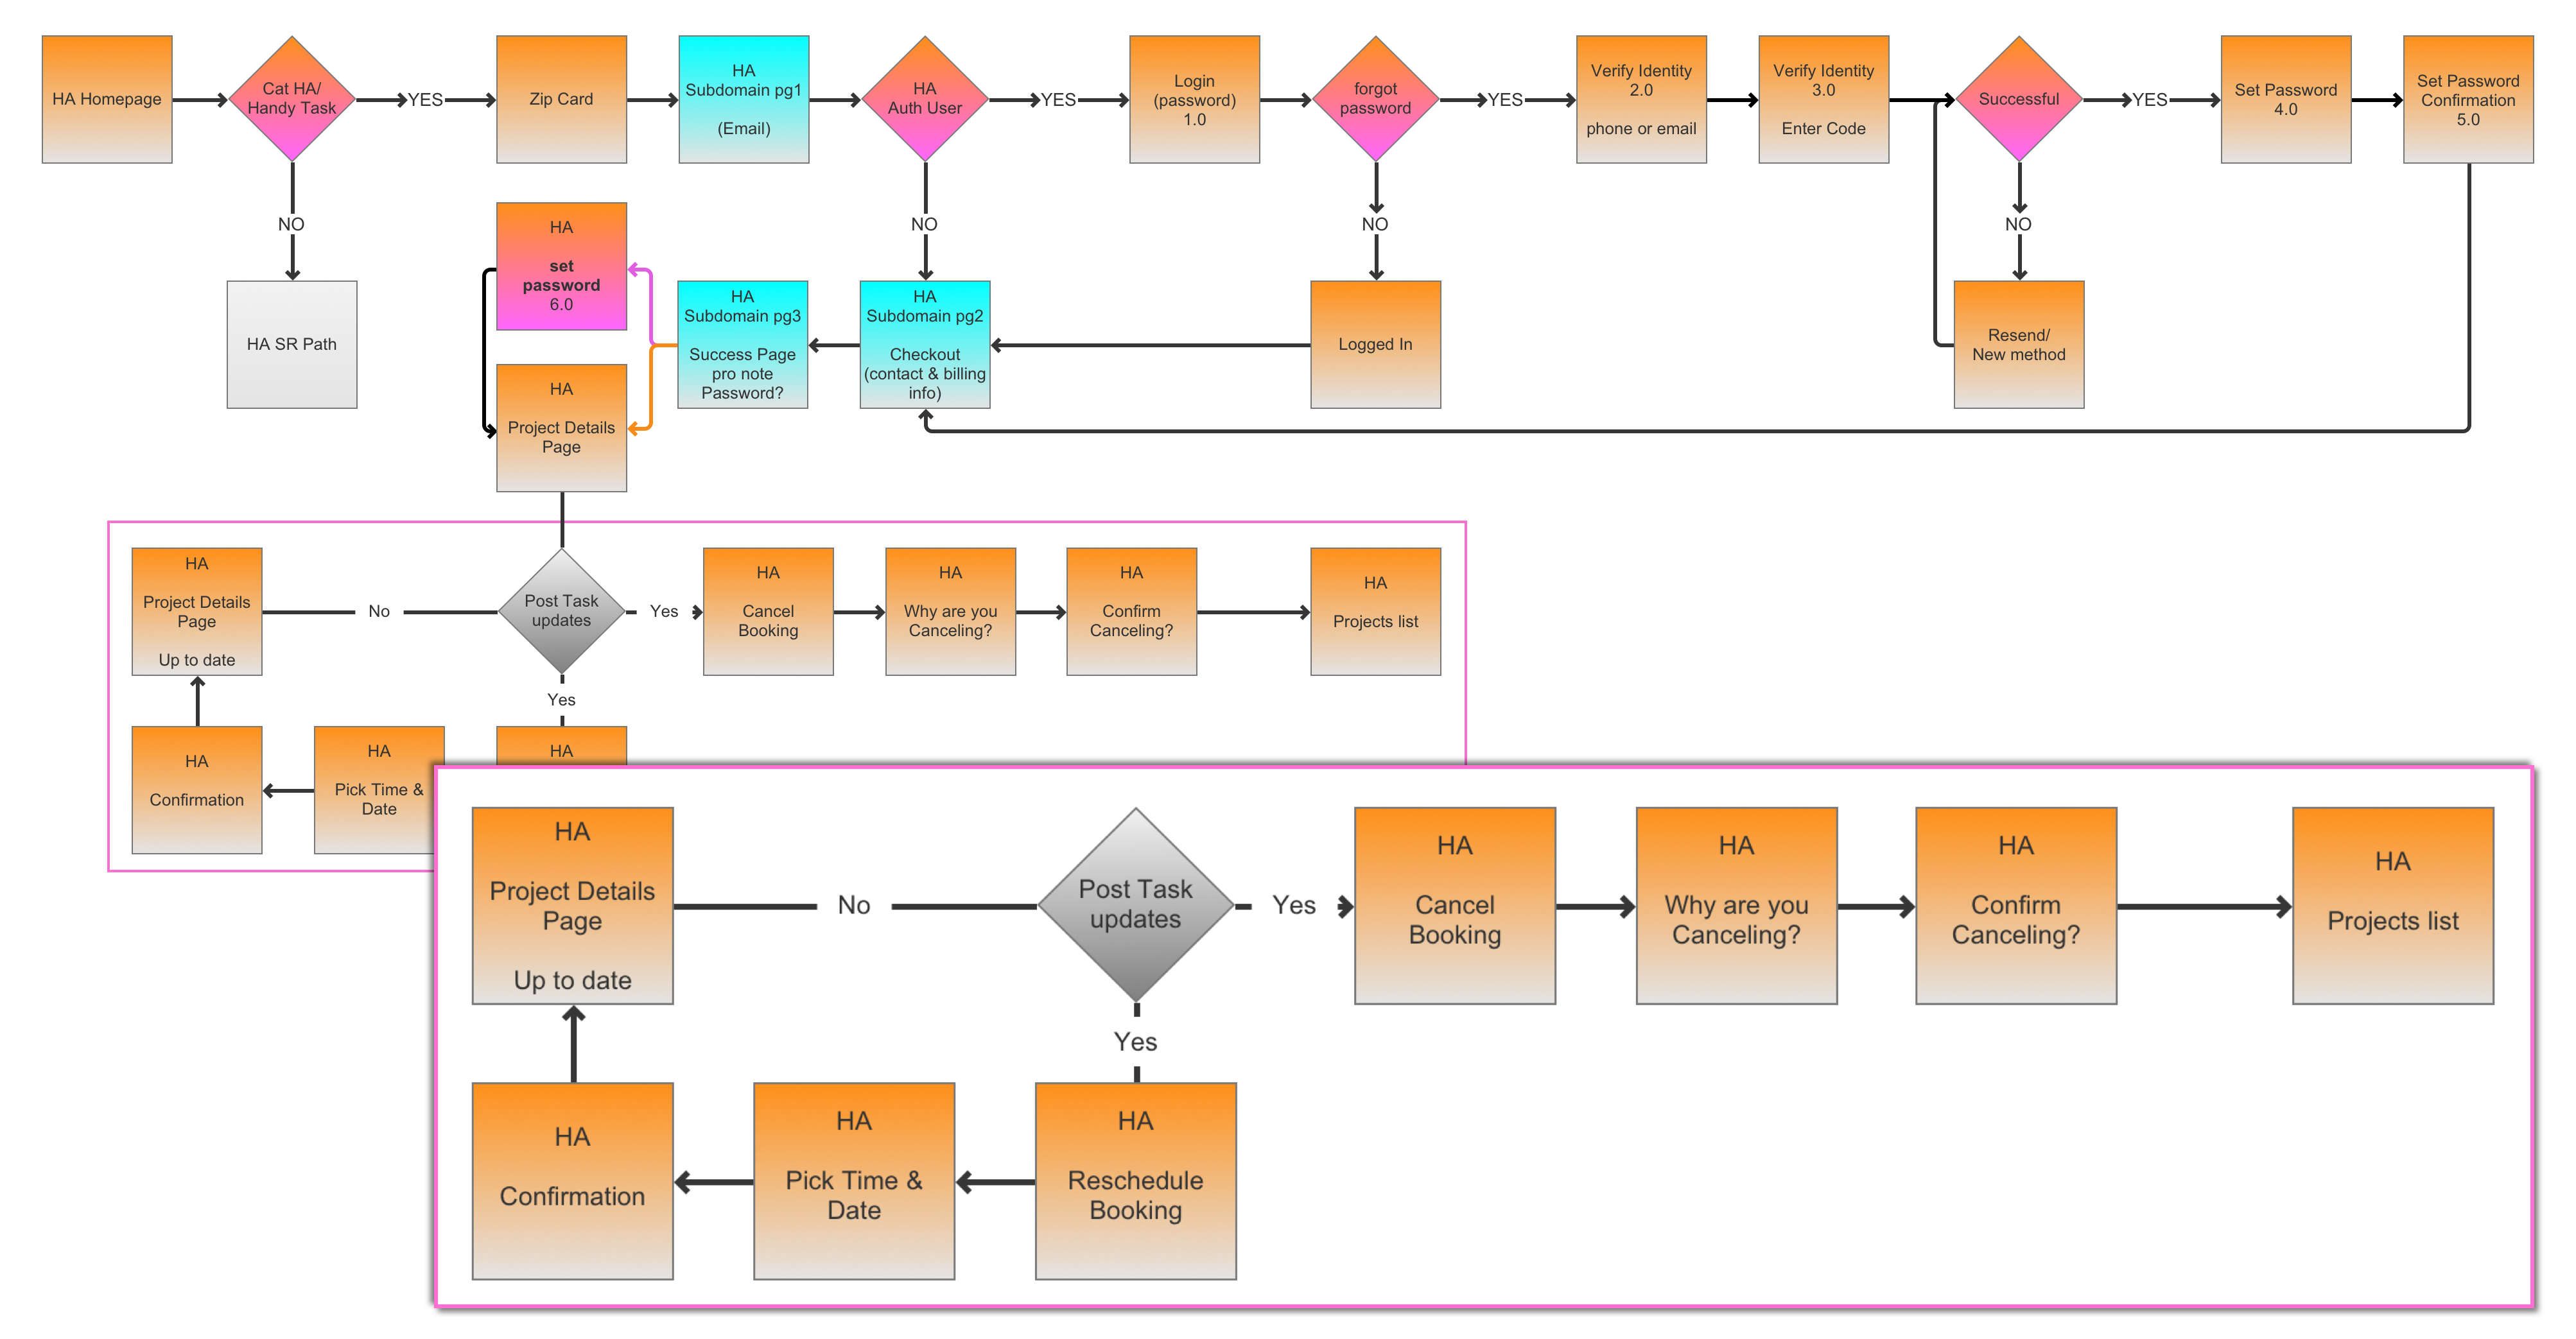 HA Homepage
Cat HA/
Handy Task
YES
Zip Card
HA
Subdomain pg1
(Email)
HA
Auth User
YES
Login
(password)
1.0
forgot
password
YES
Verify Identity
2.0
phone or email
Verify Identity
3.0
Enter Code
Successful
YES
Set Password
4.0
Set Password
Confirmation
5.0
NO
NO
NO
NO
HA SR Path
HA
set
password
6.0
HA
Subdomain pg3
Success Page
pro note
Password?
HA
Subdomain pg2
Checkout
(contact & billing
info)
Logged In
Resend/
New method
HA
Project Details
Page
HA
Project Details
Page
Up to date
No
Post Task
updates
Yes
HA
Cancel
Booking
HA
Why are you
Canceling?
HA
Confirm
Canceling?
HA
Projects list
Yes
HA
Confirmation
HA
Pick Time &
Date
HA
HA
Project Details
Page
Up to date
No
Post Task
updates
Yes
HA
Cancel
Booking
HA
Why are you
Canceling?
HA
Confirm
Canceling?
HA
Projects list
Yes
HA
Confirmation
HA
Pick Time &
Date
HA
Reschedule
Booking